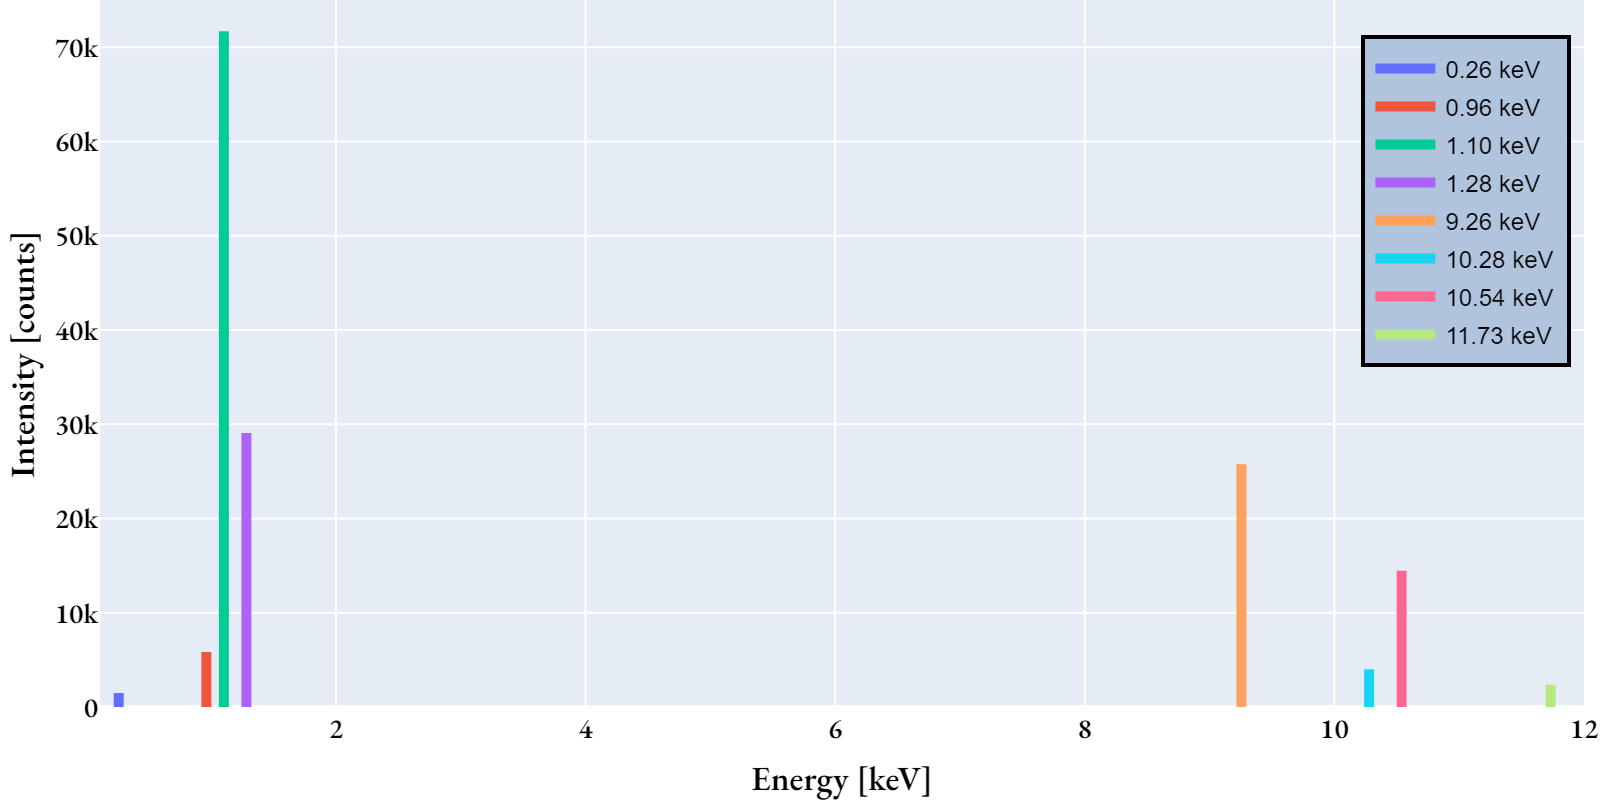 70k
60k
50k
40k
30k
20k
10k
0
Intensity [counts]
2
4
6
8
10
12
Energy [keV]
0.26 keV
0.96 keV
1.10 keV
1.28 keV
9.26 keV
10.28 keV
10.54 keV
11.73 keV